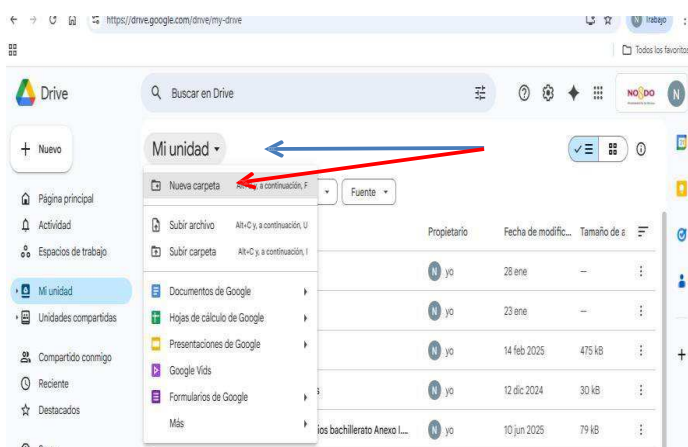 https://drive.google.com/drive/my-drive
Trabajo
Todos los favoritos
Drive
Buscar en Drive
NO8DO
N
Nuevo
Mi unidad
Nueva carpeta Alt+C y, a continuación, F
Fuente
Subir archivo Alt+C y, a continuación, U
Subir carpeta Alt+C y, a continuación, I
Documentos de Google
Hojas de cálculo de Google
Presentaciones de Google
Google Vids
Formularios de Google
Más
Página principal
Actividad
Espacios de trabajo
Mi unidad
Unidades compartidas
Compartido conmigo
Reciente
Destacados
Propietario Fecha de modific... Tamaño de a
N yo 28 ene —
N yo 23 ene —
N yo 14 feb 2025 475 kB
s N yo 12 dic 2024 30 kB
ios bachillerato Anexo I.... N yo 10 jun 2025 79 kB